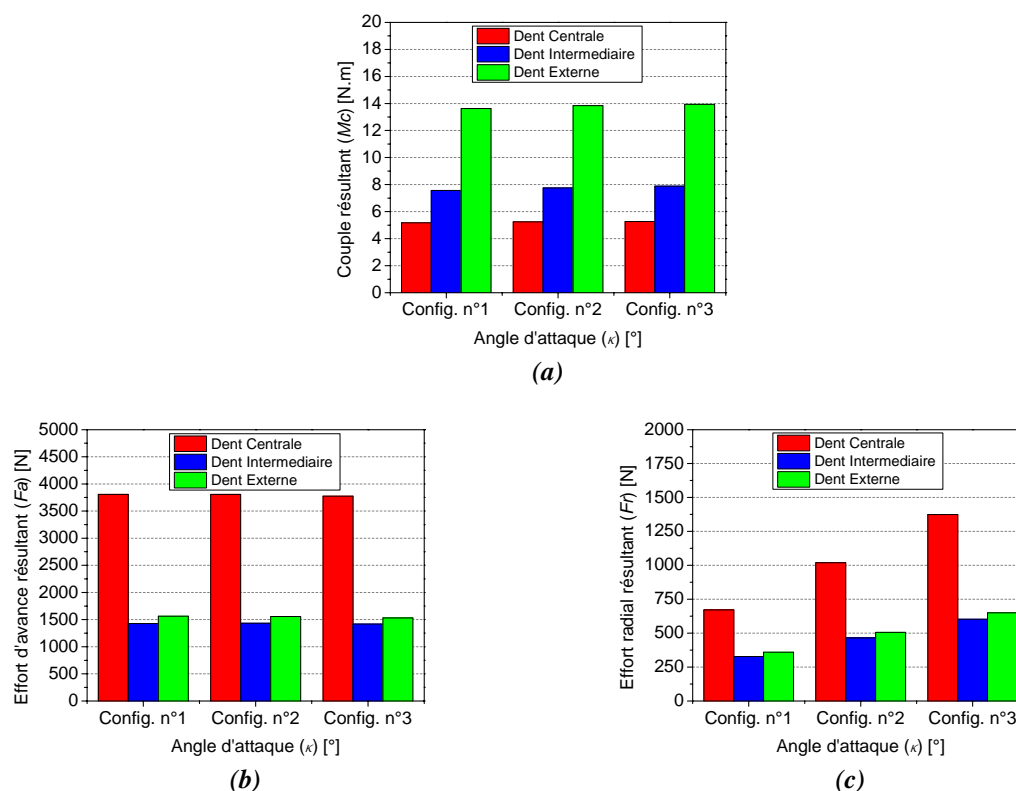 20
18
16
14
12
10
8
6
4
2
0
Couple résultant (Mc) [N.m]
Dent Centrale
Dent Intermediaire
Dent Externe
Config. n°1 Config. n°2 Config. n°3
Angle d'attaque (κ) [°]
(a)
5000
4500
4000
3500
3000
2500
2000
1500
1000
500
0
Effort d'avance résultant (Fa) [N]
Dent Centrale
Dent Intermediaire
Dent Externe
Config. n°1 Config. n°2 Config. n°3
Angle d'attaque (κ) [°]
(b)
2000
1750
1500
1250
1000
750
500
250
0
Effort radial résultant (Fr) [N]
Dent Centrale
Dent Intermediaire
Dent Externe
Config. n°1 Config. n°2 Config. n°3
Angle d'attaque (κ) [°]
(c)